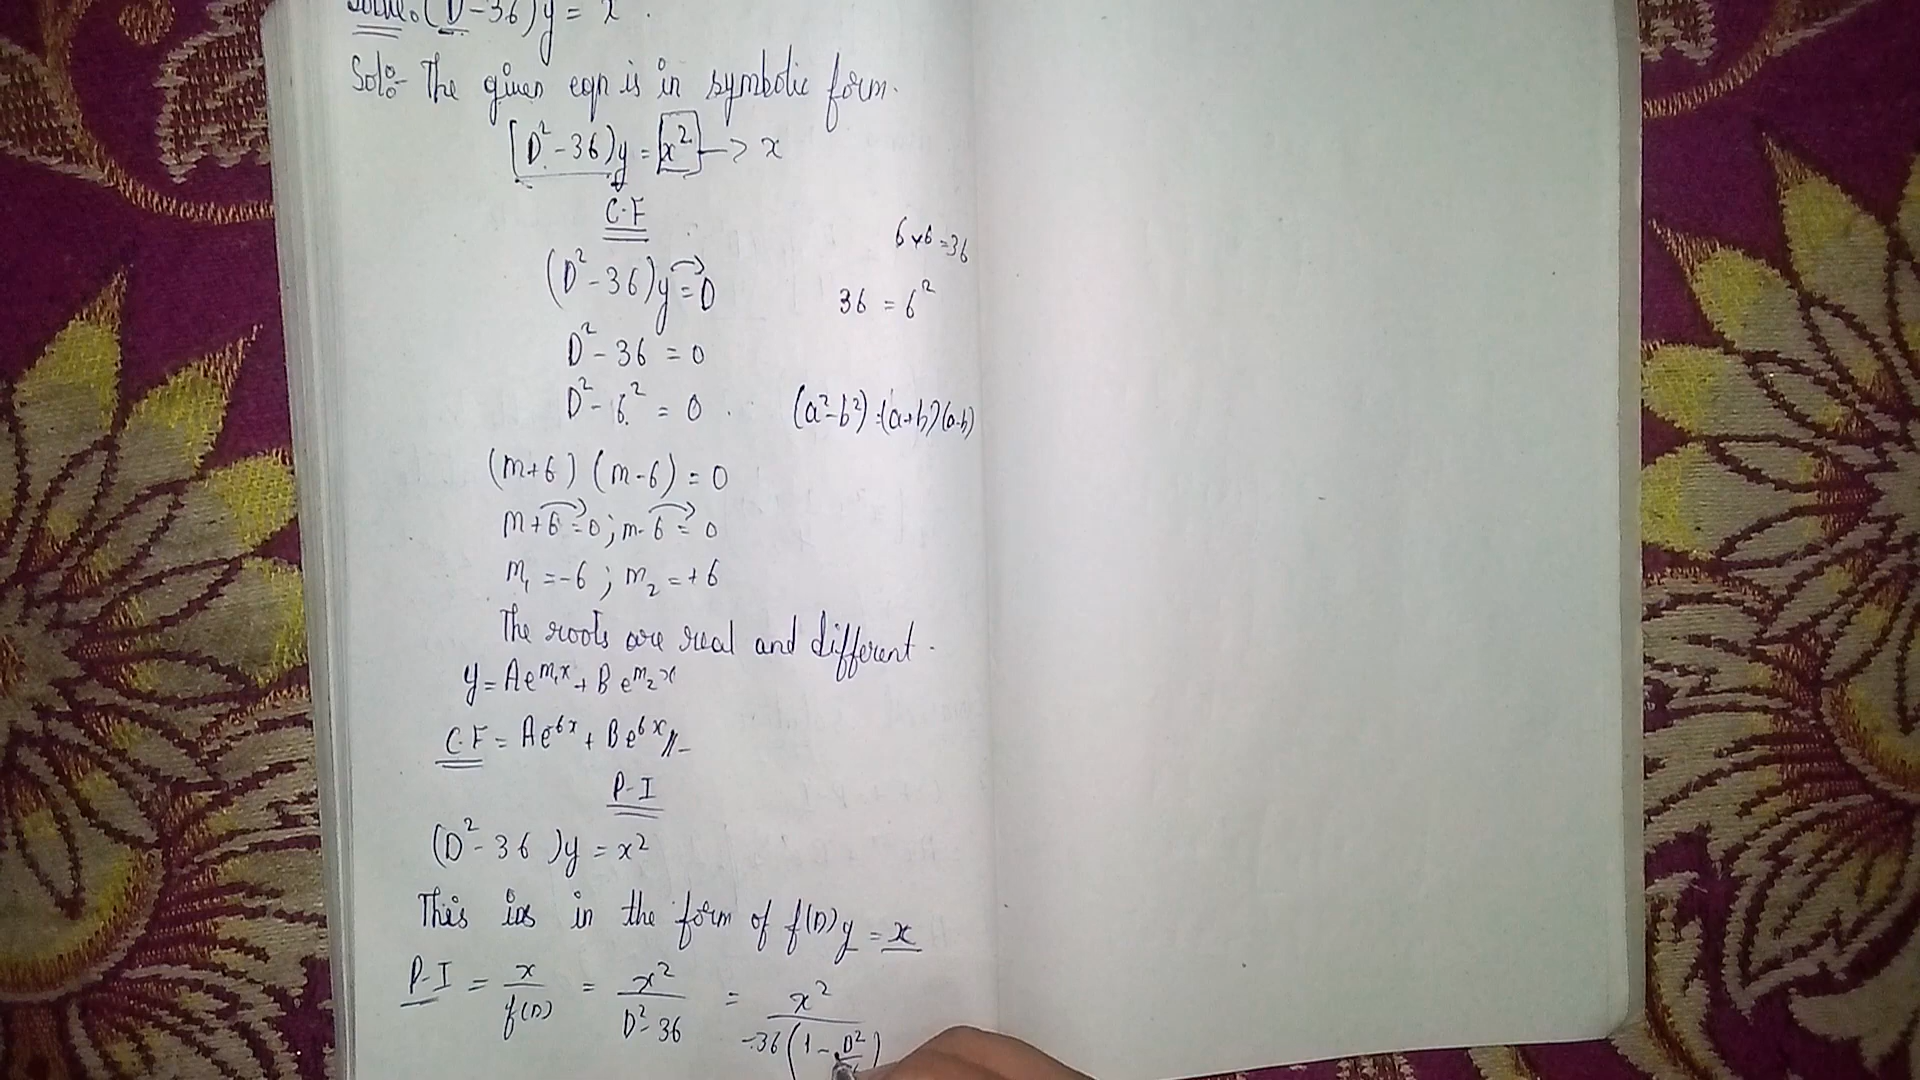 Solve: (D-36)y = x
Sol:- The given eqn is in symbolic form.
[D²-36)y = x² -> x
C.F
6×6=36
(D²-36)y=0
36 = 6²
D²-36 = 0
D²-6² = 0 . (a²-b²)=(a+b)(a-b)
(m+6) (m-6) = 0
m+6=0; m-6=0
m₁=-6; m₂=+6
The roots are real and different.
y=Ae^m₁x + Be^m₂x
C.F = Ae^-6x + Be^6x //-
P-I
(D²-36)y = x²
This is in the form of f(D)y = x
P-I = x/f(D) = x²/D²-36 = x²/-36(1-D²/